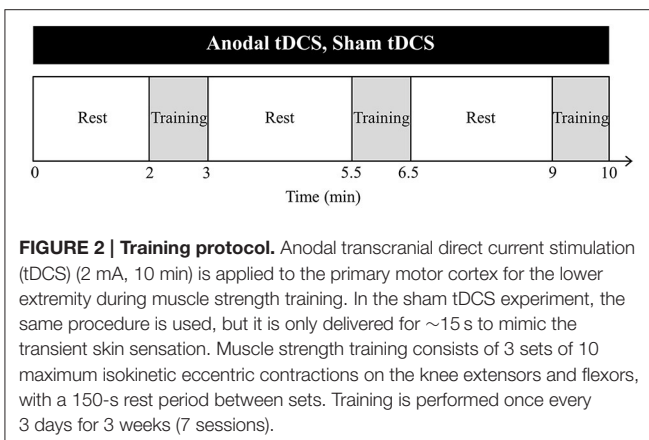 Anodal tDCS, Sham tDCS
Rest Training Rest Training Rest Training
0 2 3 5.5 6.5 9 10
Time (min)
FIGURE 2 | Training protocol. Anodal transcranial direct current stimulation
(tDCS) (2 mA, 10 min) is applied to the primary motor cortex for the lower
extremity during muscle strength training. In the sham tDCS experiment, the
same procedure is used, but it is only delivered for ∼15 s to mimic the
transient skin sensation. Muscle strength training consists of 3 sets of 10
maximum isokinetic eccentric contractions on the knee extensors and flexors,
with a 150-s rest period between sets. Training is performed once every
3 days for 3 weeks (7 sessions).